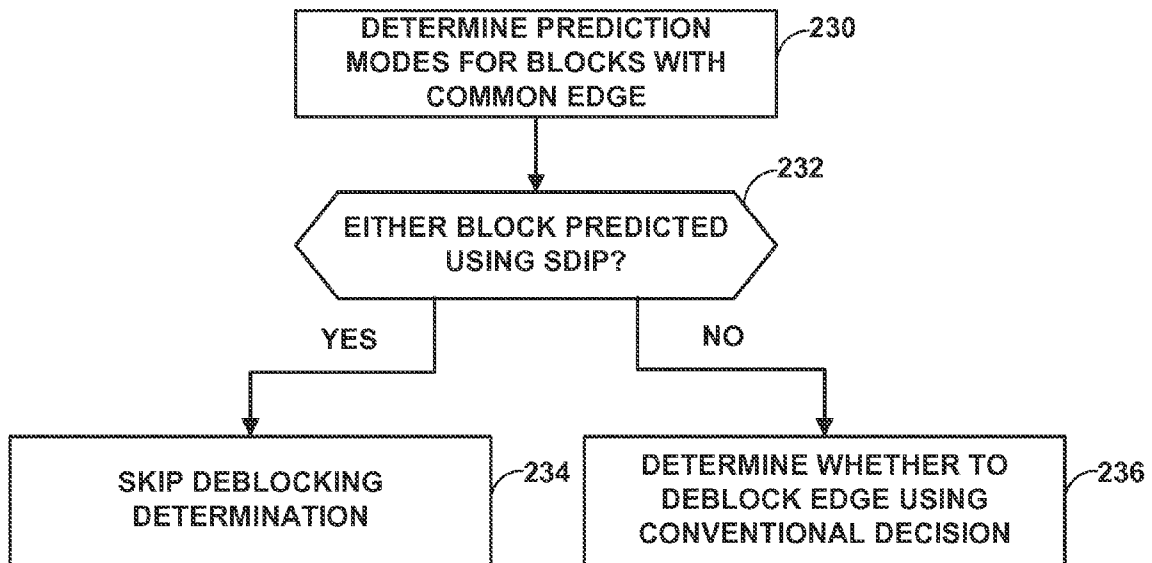 DETERMINE PREDICTION
MODES FOR BLOCKS WITH
COMMON EDGE
230
232
EITHER BLOCK PREDICTED
USING SDIP?
YES
NO
SKIP DEBLOCKING
DETERMINATION
234
DETERMINE WHETHER TO
DEBLOCK EDGE USING
CONVENTIONAL DECISION
236